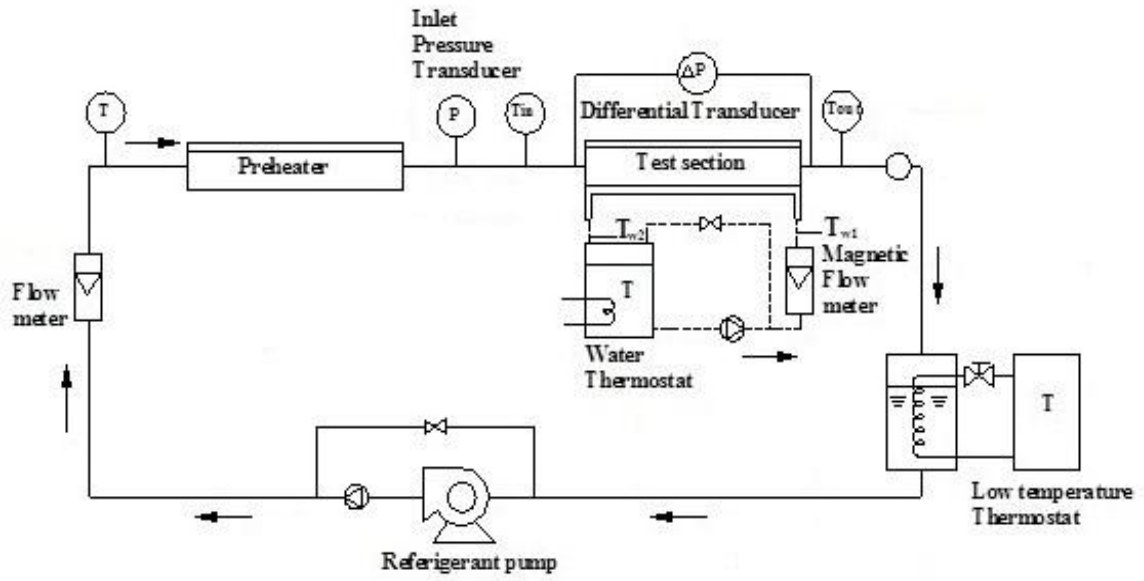 Inlet
Pressure
Transducer
T
P
Tin
ΔP
Differential Transducer
Tout
Preheater
Test section
Tw2
Tw1
Magnetic
Flow
meter
T
Flow
meter
Water
Thermostat
T
Low temperature
Thermostat
Referigerant pump